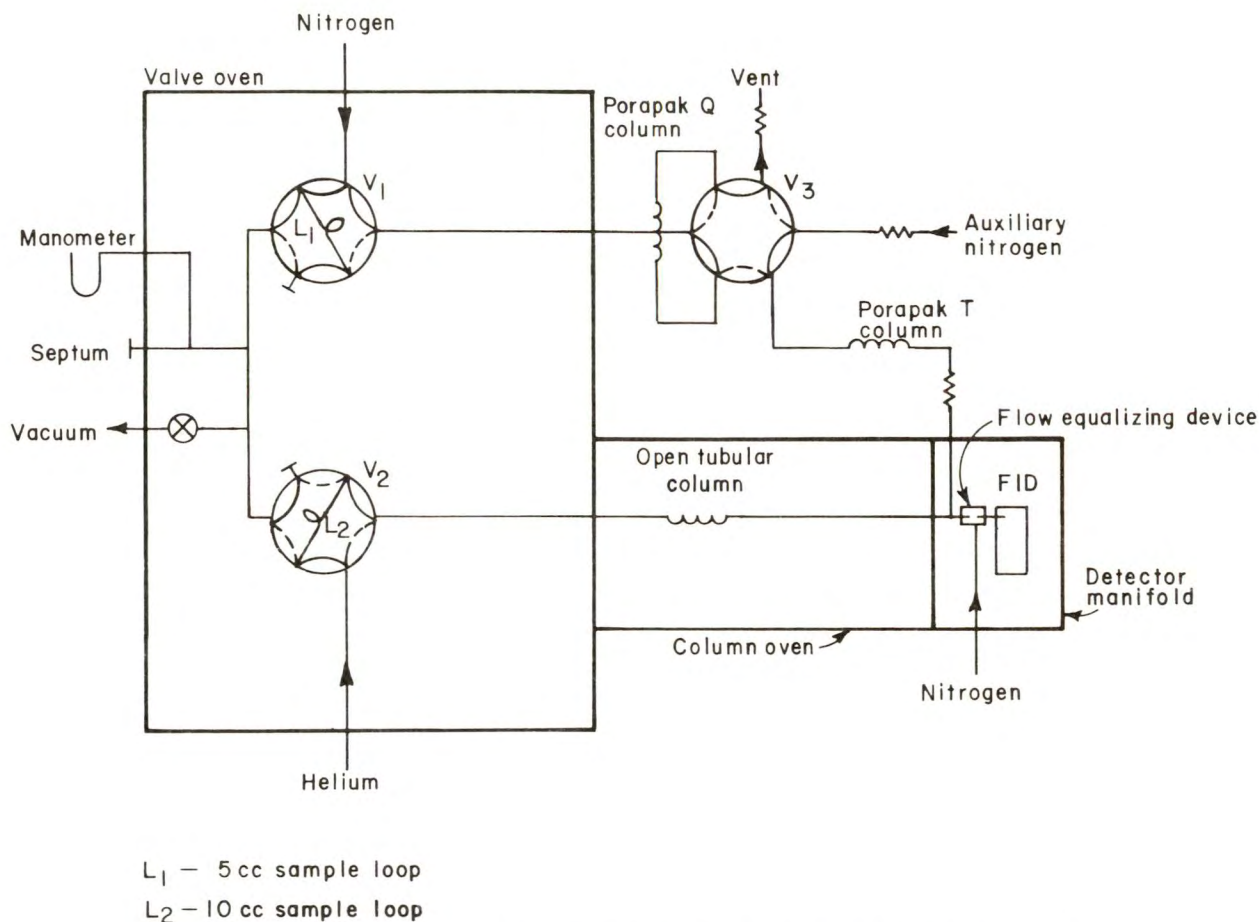 Nitrogen
Valve oven
Vent
Porapak Q
column
V1
V3
L1
Manometer
Auxiliary
nitrogen
Septum
Porapak T
column
Vacuum
Flow equalizing device
V2
Open tubular
column
FID
L2
Detector
manifold
Column oven
Nitrogen
Helium
L1 – 5 cc sample loop
L2 – 10 cc sample loop